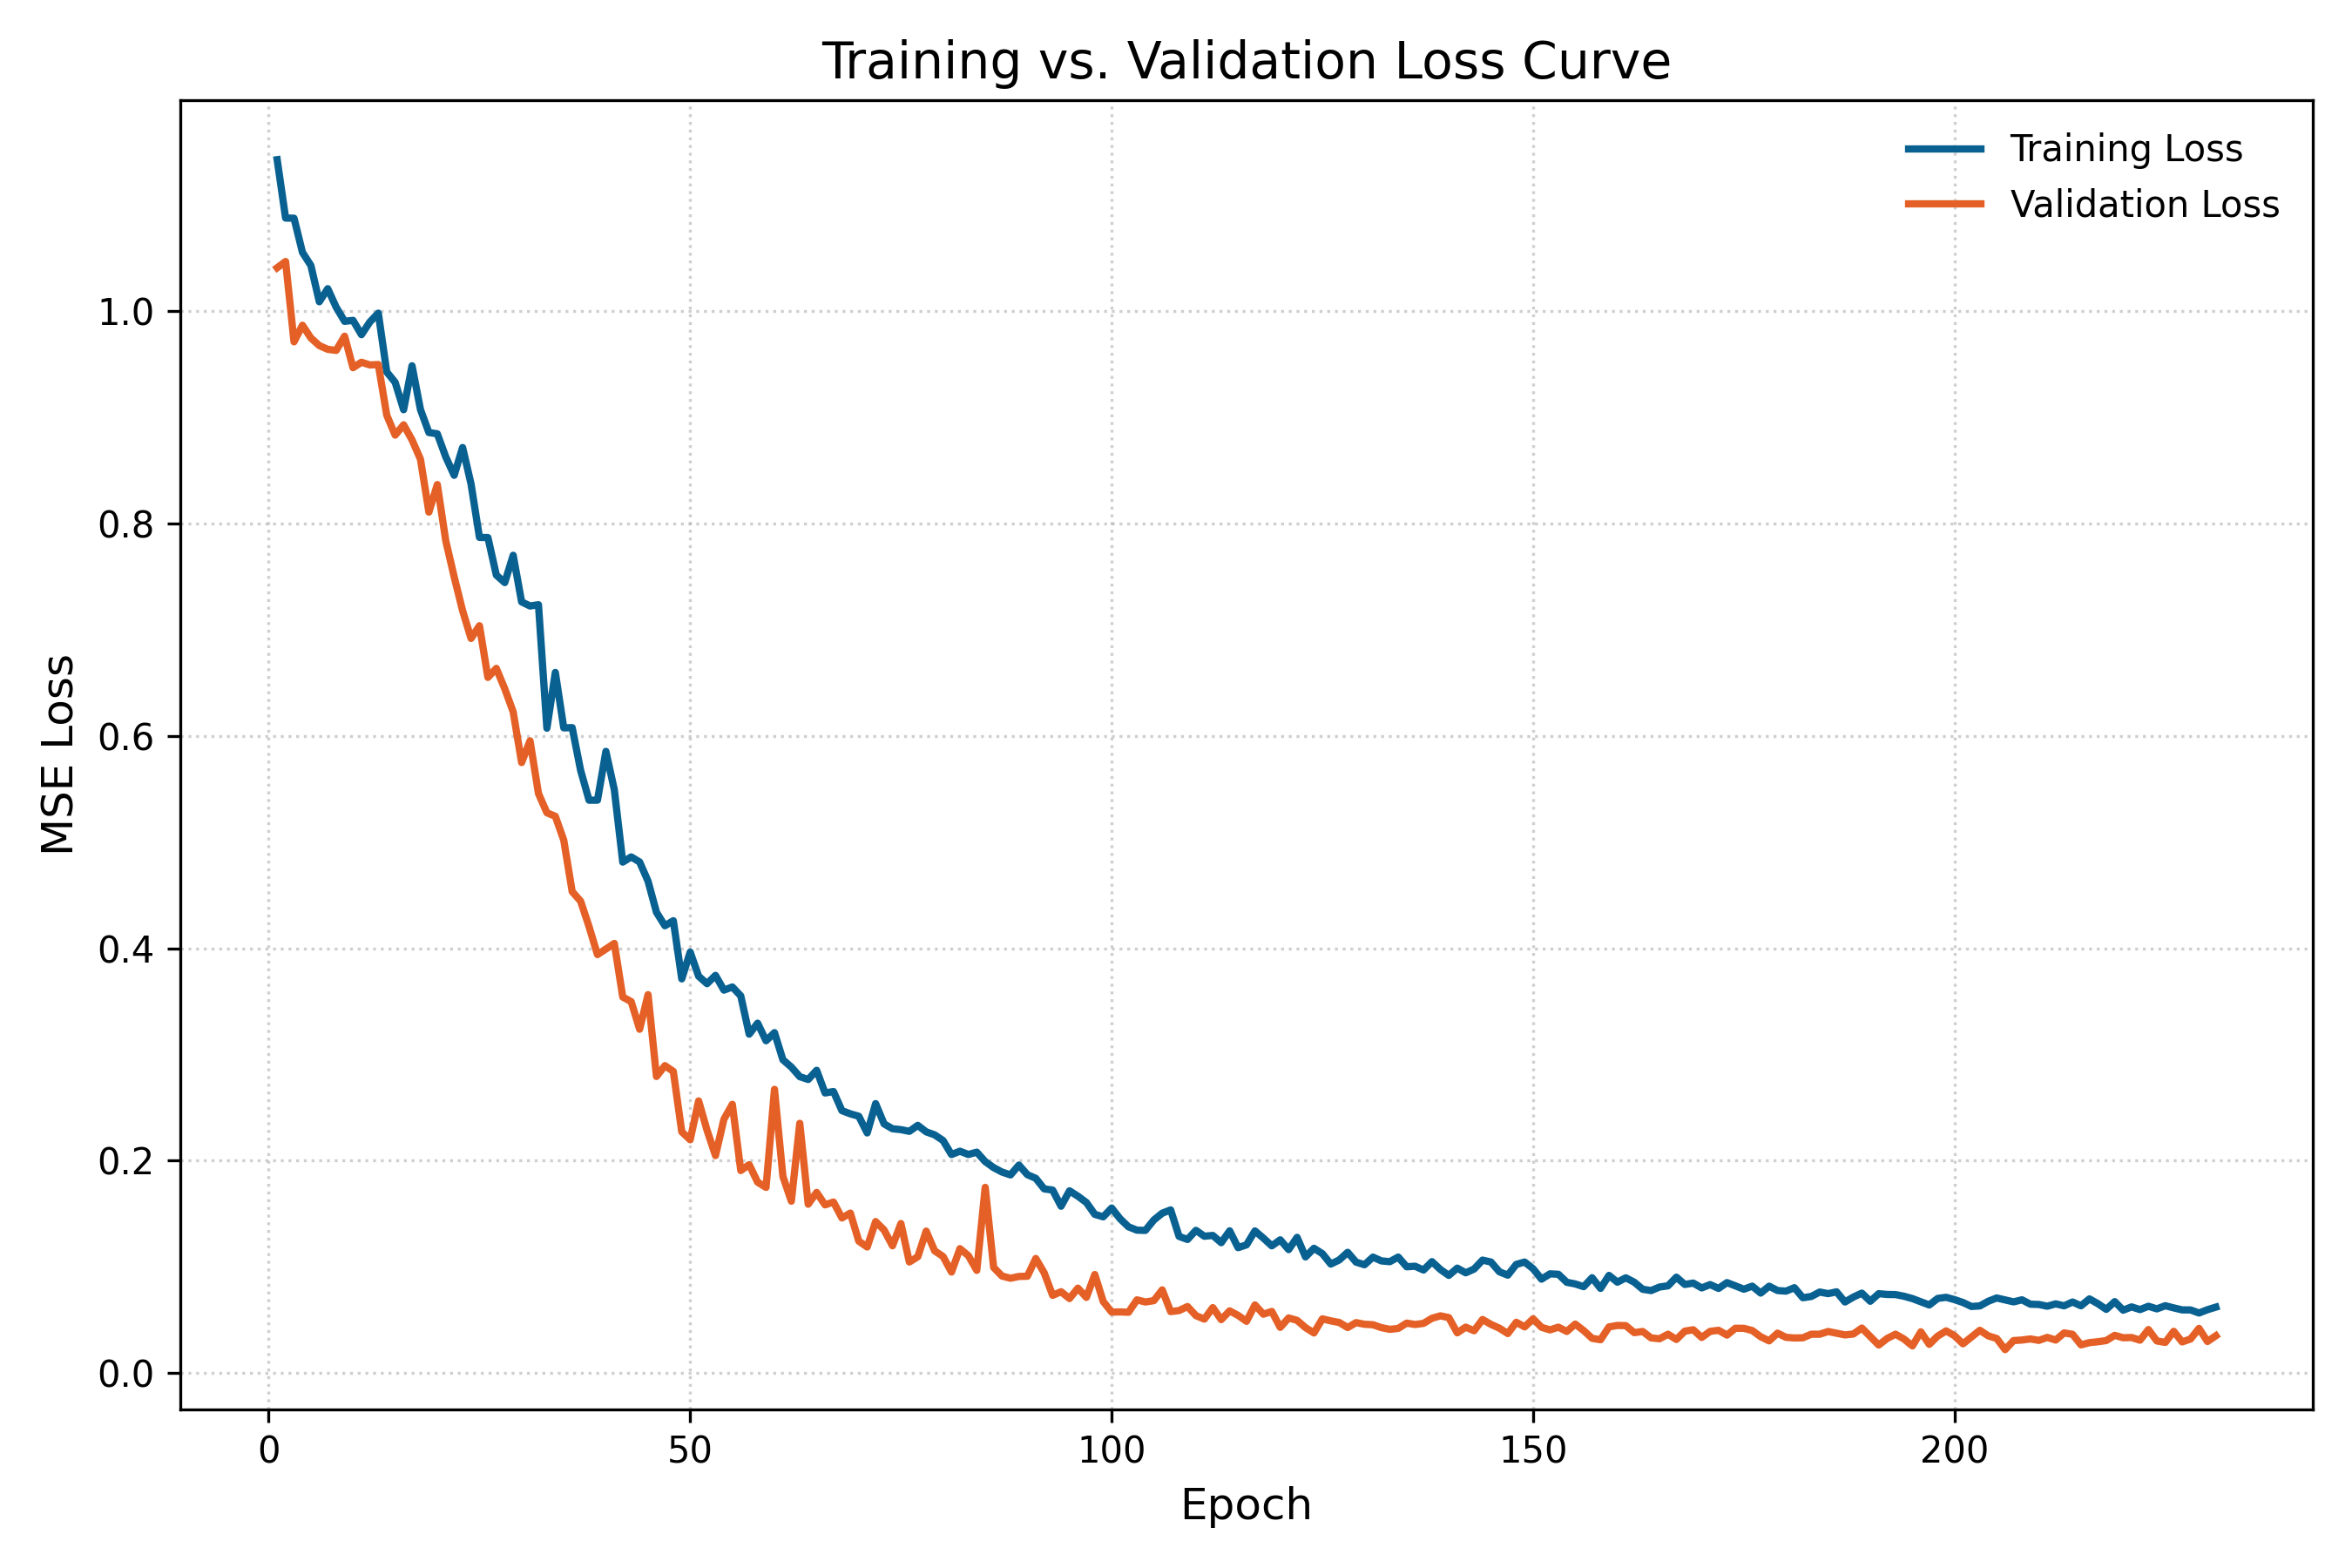 Training vs. Validation Loss Curve
Training Loss
Validation Loss
1.0
0.8
0.6
0.4
0.2
0.0
MSE Loss
0 50 100 150 200
Epoch